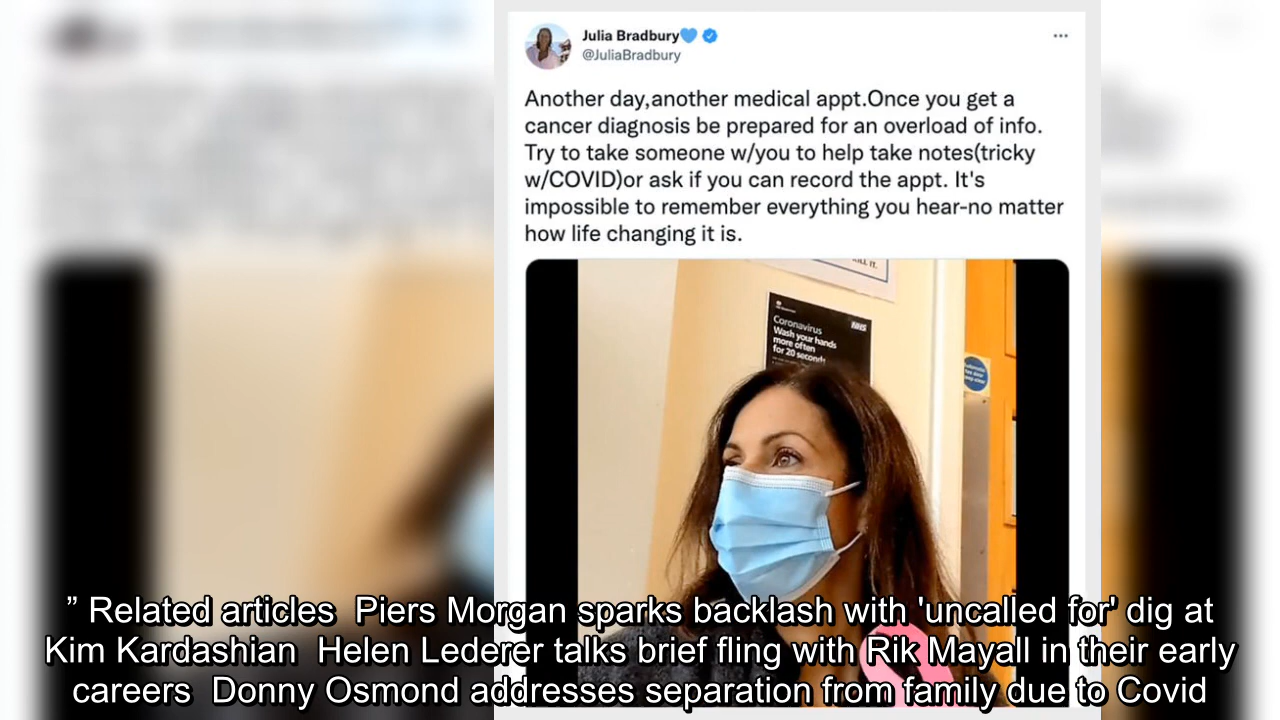 Julia Bradbury💙
@JuliaBradbury
Another day,another medical appt.Once you get a
cancer diagnosis be prepared for an overload of info.
Try to take someone w/you to help take notes(tricky
w/COVID)or ask if you can record the appt. It's
impossible to remember everything you hear-no matter
how life changing it is.
Coronavirus
NHS
Wash your hands
more often
for 20 seconds
” Related articles Piers Morgan sparks backlash with 'uncalled for' dig at
Kim Kardashian Helen Lederer talks brief fling with Rik Mayall in their early
careers Donny Osmond addresses separation from family due to Covid